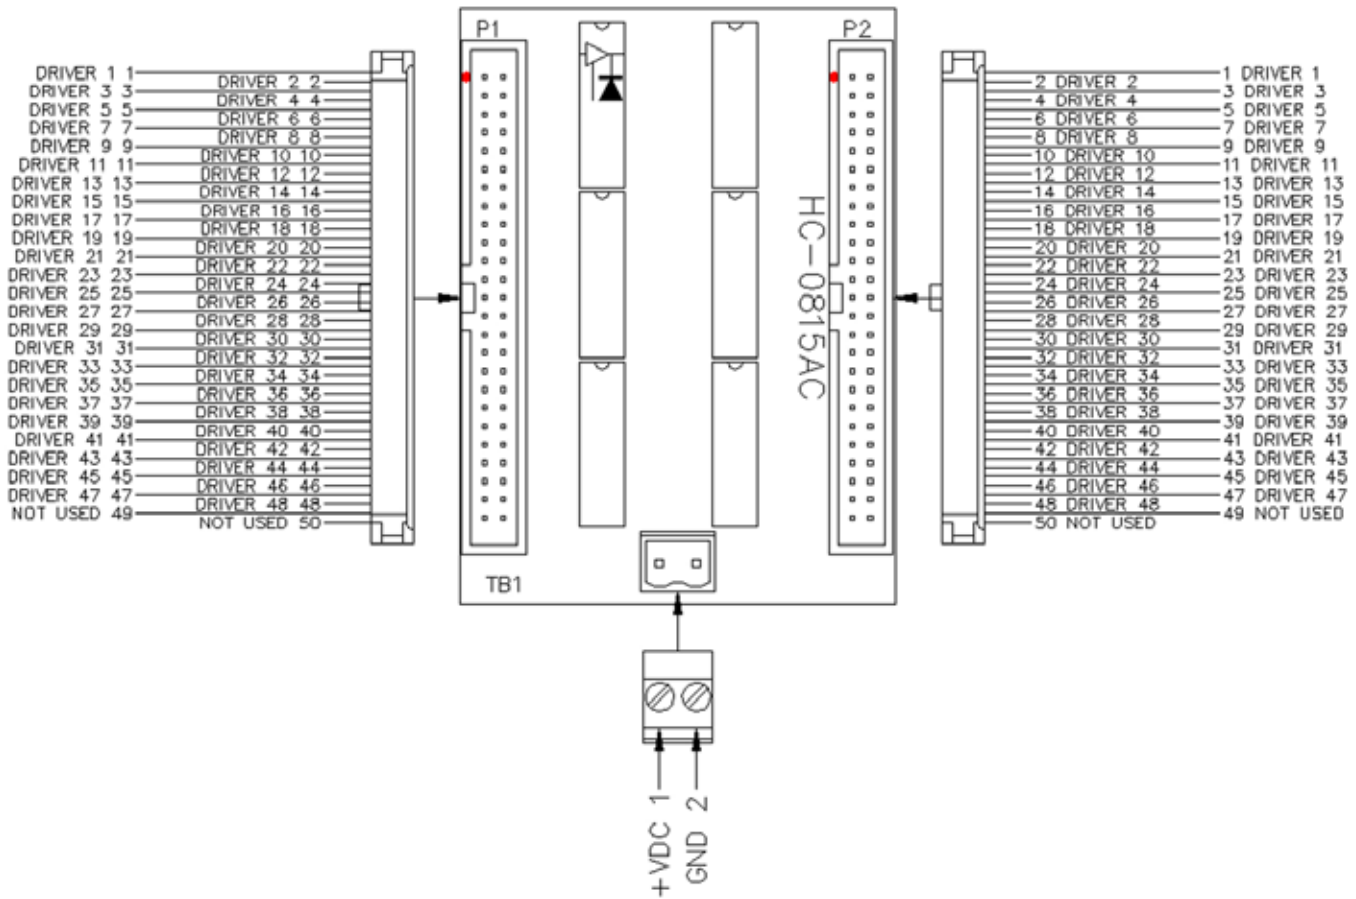 P1
P2
DRIVER 1 1
DRIVER 2 2
DRIVER 3 3
DRIVER 4 4
DRIVER 5 5
DRIVER 6 6
DRIVER 7 7
DRIVER 8 8
DRIVER 9 9
DRIVER 10 10
DRIVER 11 11
DRIVER 12 12
DRIVER 13 13
DRIVER 14 14
DRIVER 15 15
DRIVER 16 16
DRIVER 17 17
DRIVER 18 18
DRIVER 19 19
DRIVER 20 20
DRIVER 21 21
DRIVER 22 22
DRIVER 23 23
DRIVER 24 24
DRIVER 25 25
DRIVER 26 26
DRIVER 27 27
DRIVER 28 28
DRIVER 29 29
DRIVER 30 30
DRIVER 31 31
DRIVER 32 32
DRIVER 33 33
DRIVER 34 34
DRIVER 35 35
DRIVER 36 36
DRIVER 37 37
DRIVER 38 38
DRIVER 39 39
DRIVER 40 40
DRIVER 41 41
DRIVER 42 42
DRIVER 43 43
DRIVER 44 44
DRIVER 45 45
DRIVER 46 46
DRIVER 47 47
DRIVER 48 48
NOT USED 49
NOT USED 50
HC-0815AC
1 DRIVER 1
2 DRIVER 2
3 DRIVER 3
4 DRIVER 4
5 DRIVER 5
6 DRIVER 6
7 DRIVER 7
8 DRIVER 8
9 DRIVER 9
10 DRIVER 10
11 DRIVER 11
12 DRIVER 12
13 DRIVER 13
14 DRIVER 14
15 DRIVER 15
16 DRIVER 16
17 DRIVER 17
18 DRIVER 18
19 DRIVER 19
20 DRIVER 20
21 DRIVER 21
22 DRIVER 22
23 DRIVER 23
24 DRIVER 24
25 DRIVER 25
26 DRIVER 26
27 DRIVER 27
28 DRIVER 28
29 DRIVER 29
30 DRIVER 30
31 DRIVER 31
32 DRIVER 32
33 DRIVER 33
34 DRIVER 34
35 DRIVER 35
36 DRIVER 36
37 DRIVER 37
38 DRIVER 38
39 DRIVER 39
40 DRIVER 40
41 DRIVER 41
42 DRIVER 42
43 DRIVER 43
44 DRIVER 44
45 DRIVER 45
46 DRIVER 46
47 DRIVER 47
48 DRIVER 48
49 NOT USED
50 NOT USED
TB1
+VDC 1
GND 2